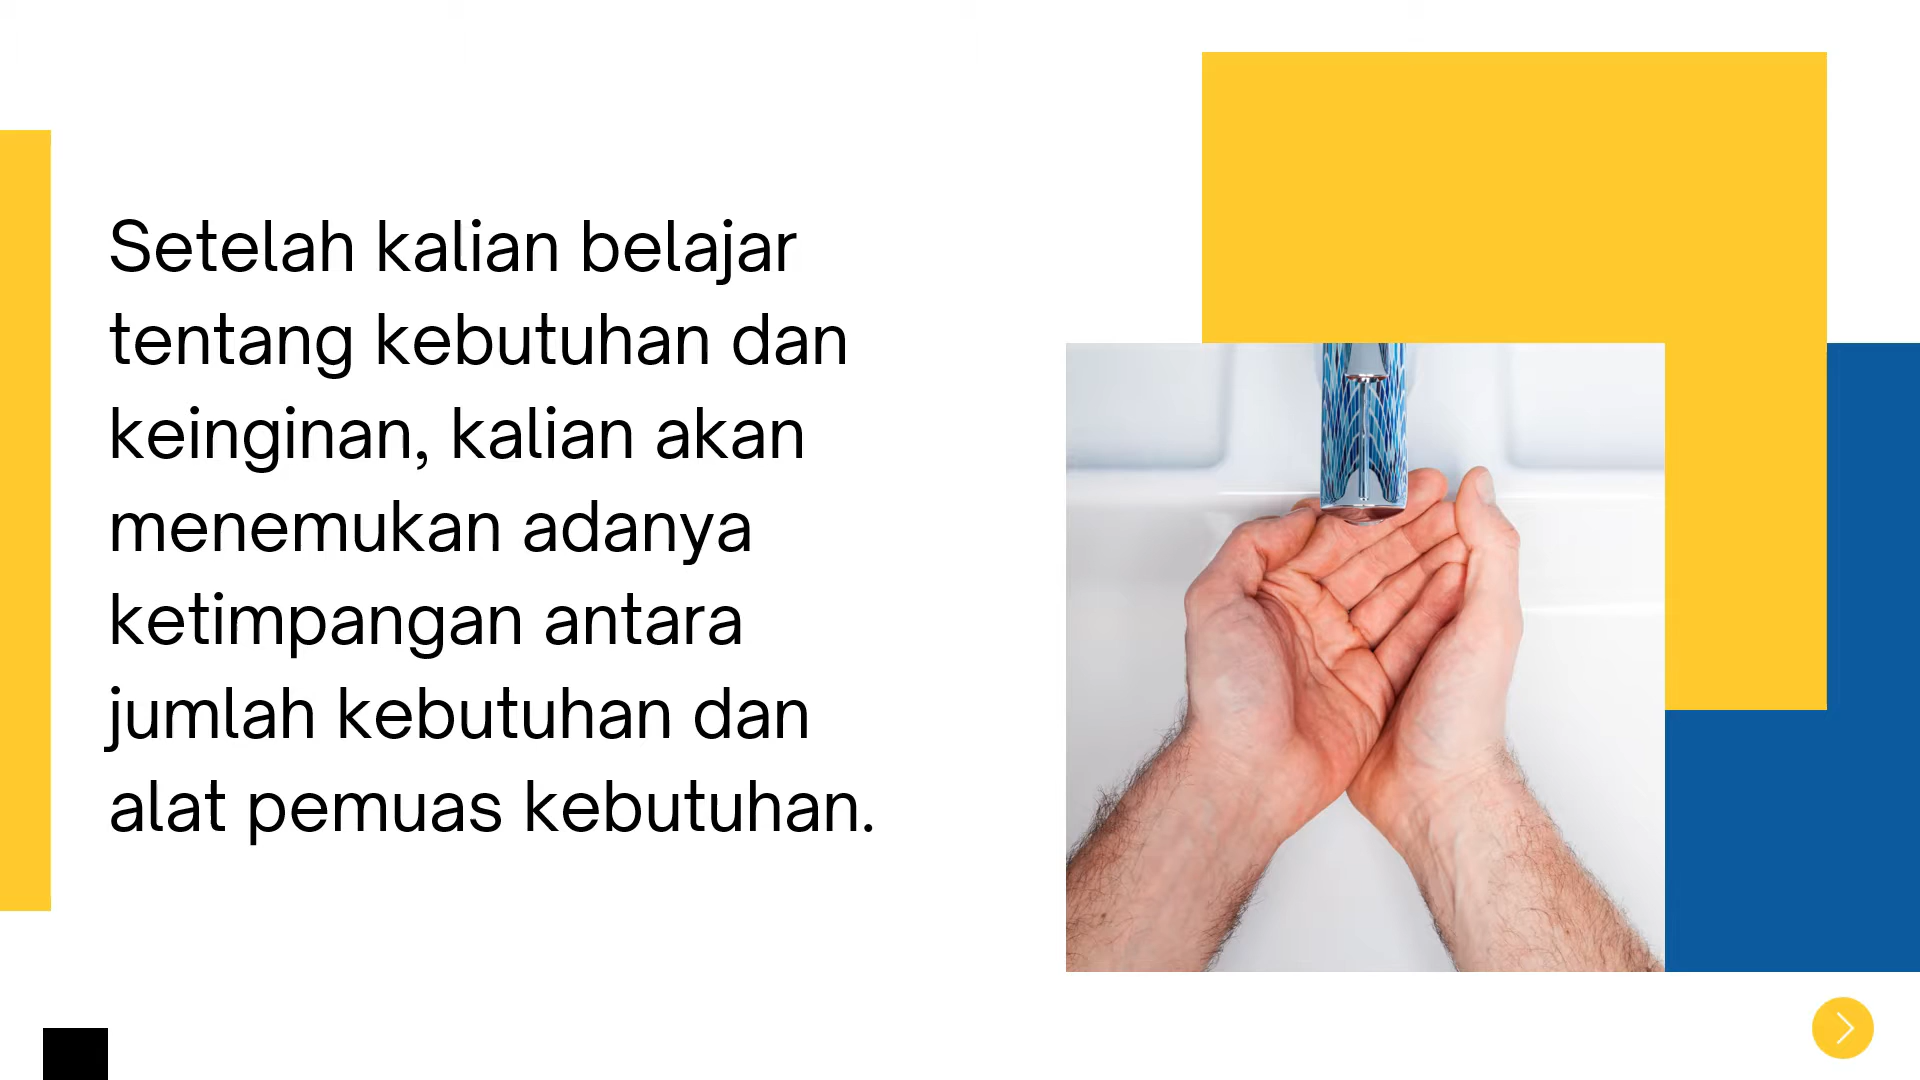 Setelah kalian belajar
tentang kebutuhan dan
keinginan, kalian akan
menemukan adanya
ketimpangan antara
jumlah kebutuhan dan
alat pemuas kebutuhan.